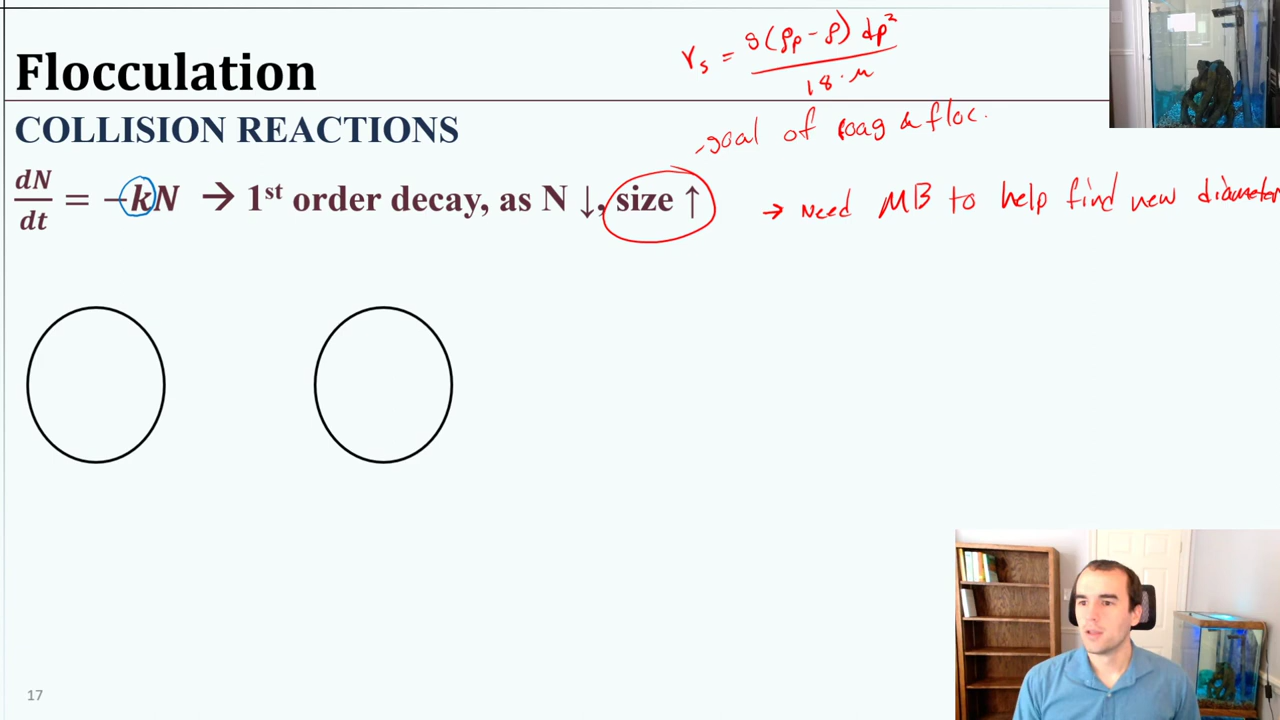 Flocculation
v_s = g(ρp - ρ) dp² / 18·μ
COLLISION REACTIONS
-goal of coag & floc.
dN/dt = -kN → 1st order decay, as N ↓, size ↑
→ Need MB to help find new diameter
17